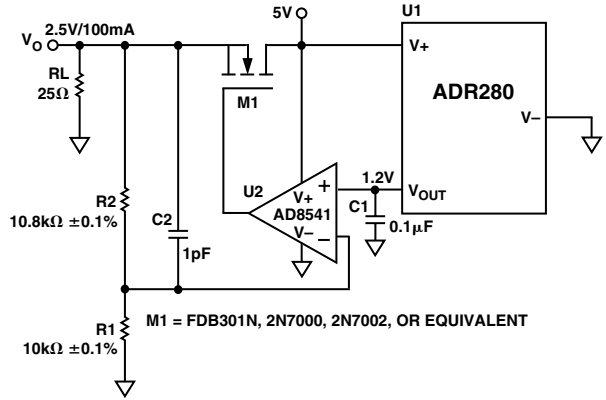 5V
U1
VO
2.5V/100mA
V+
RL
25Ω
M1
ADR280
V–
U2
1.2V
VOUT
R2
10.8kΩ ±0.1%
C2
1pF
V+
AD8541
V–
+
–
C1
0.1μF
R1
10kΩ ±0.1%
M1 = FDB301N, 2N7000, 2N7002, OR EQUIVALENT